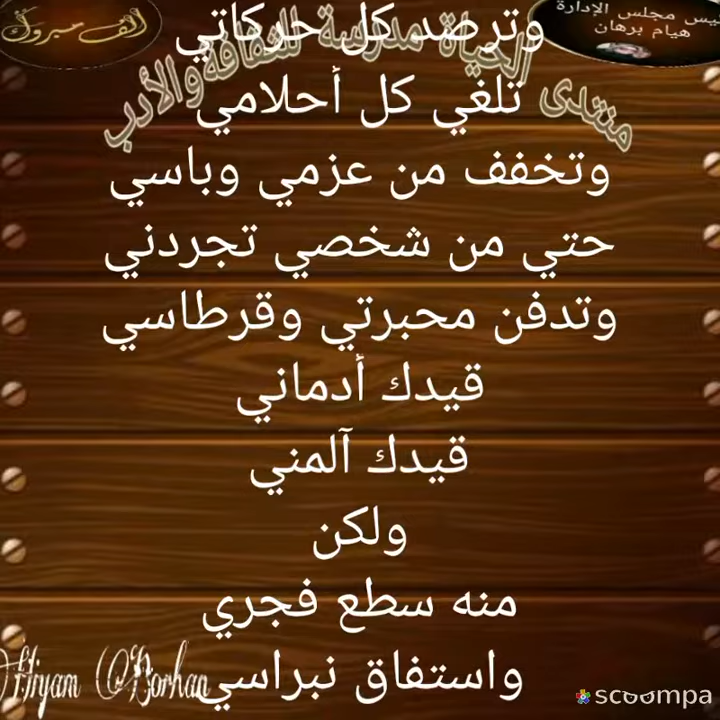 ألف مبروك
يس مجلس الإدارة
هيام برهان
منتدى الحياة مدرسة للثقافة والأدب
وترصد كل حركاتي
تلغي كل أحلامي
وتخفف من عزمي وباسي
حتي من شخصي تجردني
وتدفن محبرتي وقرطاسي
قيدك أدماني
قيدك آلمني
ولكن
منه سطع فجري
واستفاق نبراسي
Hiyam Borhan
scoompa